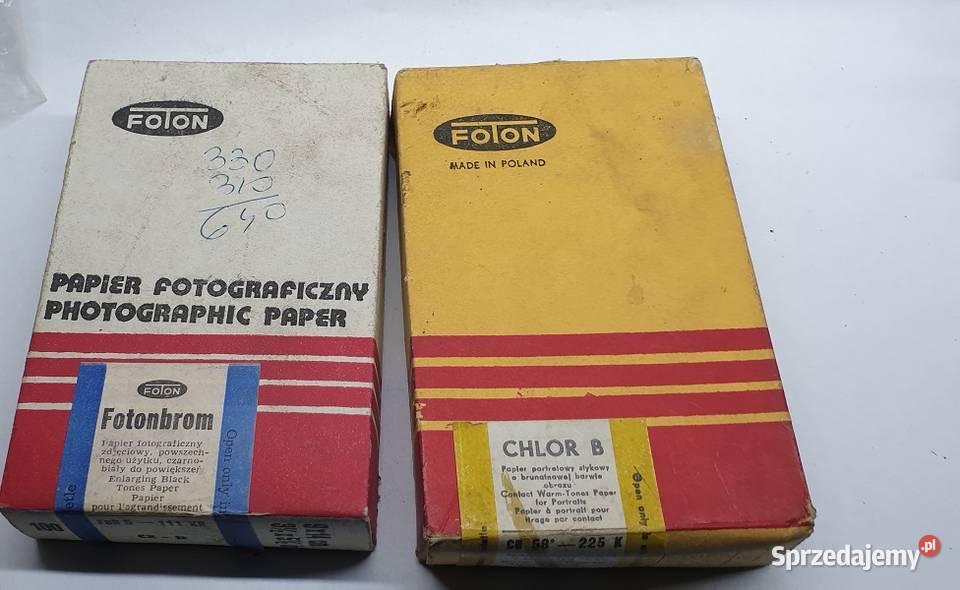 FOTON
330
310
640
PAPIER FOTOGRAFICZNY
PHOTOGRAPHIC PAPER
FOTON
Fotonbrom
Papier fotograficzny
zdjęciowy, powszech-
nego użytku, czarno-
biały do powiększeń
Enlarging Black
Tones Paper
Papier
pour l'agrandissement
Open only in
100
111
FOTON
MADE IN POLAND
CHLOR B
Papier portretowy stykowy
o brunatnawej barwie
obrazu
Contact Warm-Tones Paper
for Portraits
Papier à portrait pour
tirage par contact
Open only
58° — 225 K
Sprzedajemy.pl